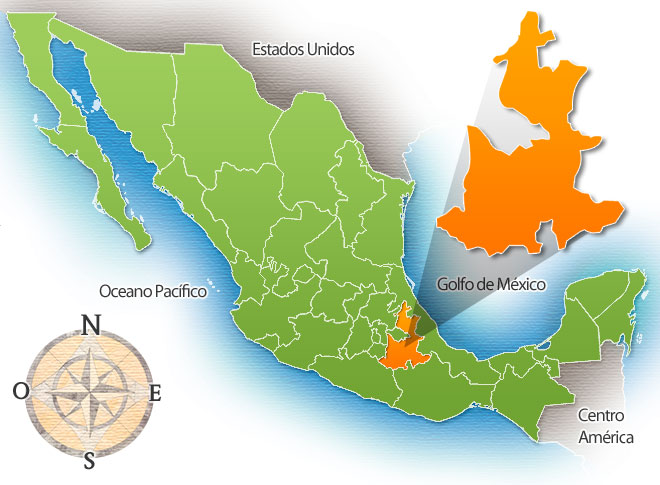 Estados Unidos
Golfo de México
Oceano Pacífico
N
O
E
S
Centro
América